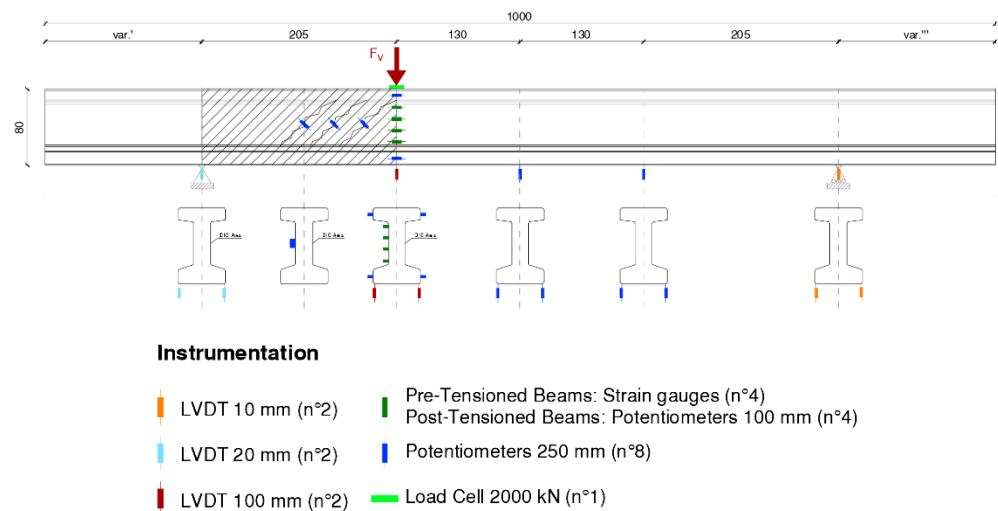 1000
var.' 205 130 130 205 var.'''
Fv
80
DIC Area DIC Area DIC Area
Instrumentation
LVDT 10 mm (n°2)
LVDT 20 mm (n°2)
LVDT 100 mm (n°2)
Pre-Tensioned Beams: Strain gauges (n°4)
Post-Tensioned Beams: Potentiometers 100 mm (n°4)
Potentiometers 250 mm (n°8)
Load Cell 2000 kN (n°1)